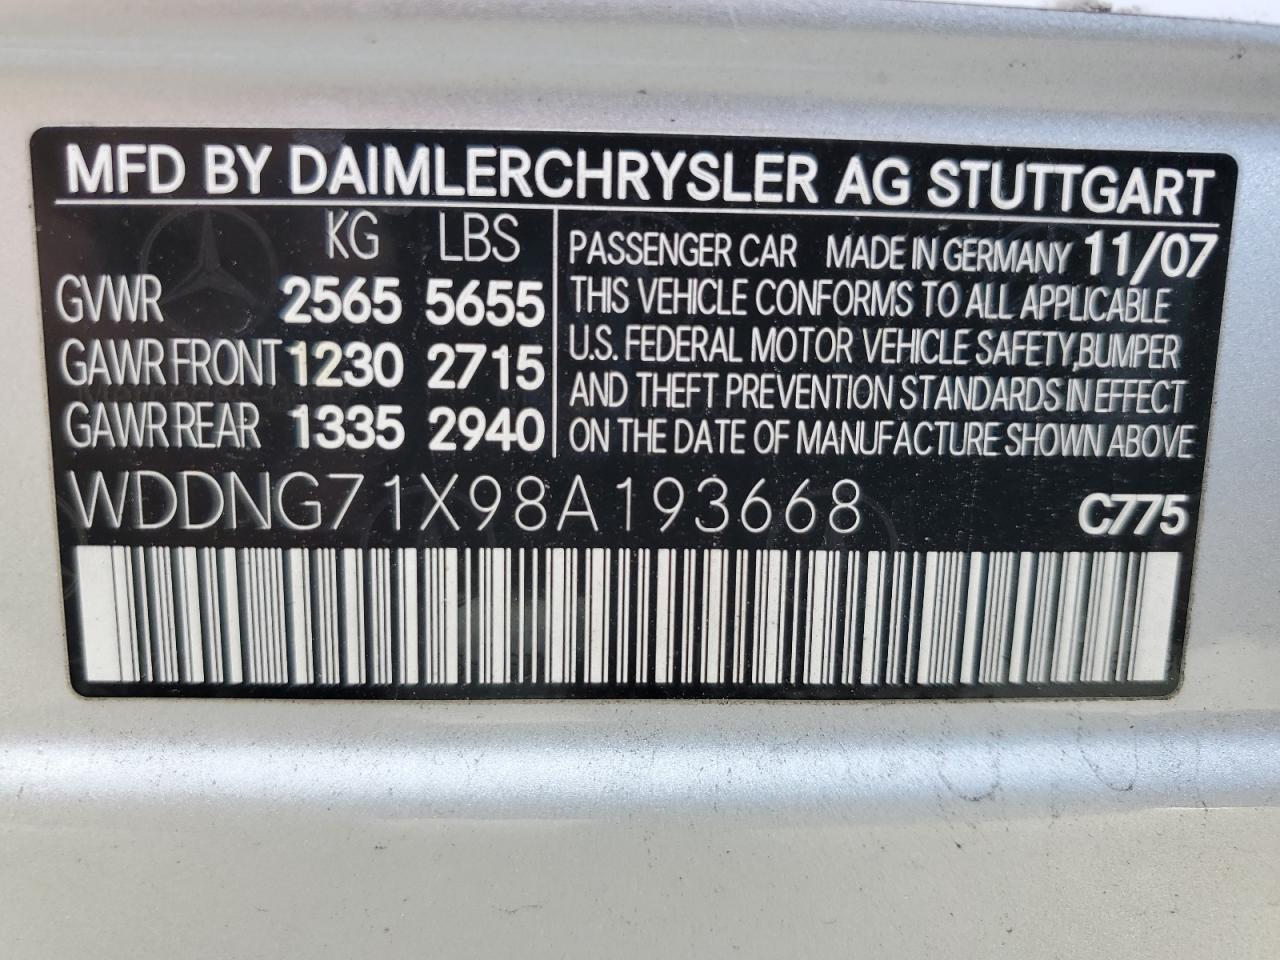 MFD BY DAIMLERCHRYSLER AG STUTTGART
KG LBS
GVWR 2565 5655
GAWR FRONT 1230 2715
GAWR REAR 1335 2940
PASSENGER CAR MADE IN GERMANY 11/07
THIS VEHICLE CONFORMS TO ALL APPLICABLE
U.S. FEDERAL MOTOR VEHICLE SAFETY,BUMPER
AND THEFT PREVENTION STANDARDS IN EFFECT
ON THE DATE OF MANUFACTURE SHOWN ABOVE
WDDNG71X98A193668 C775